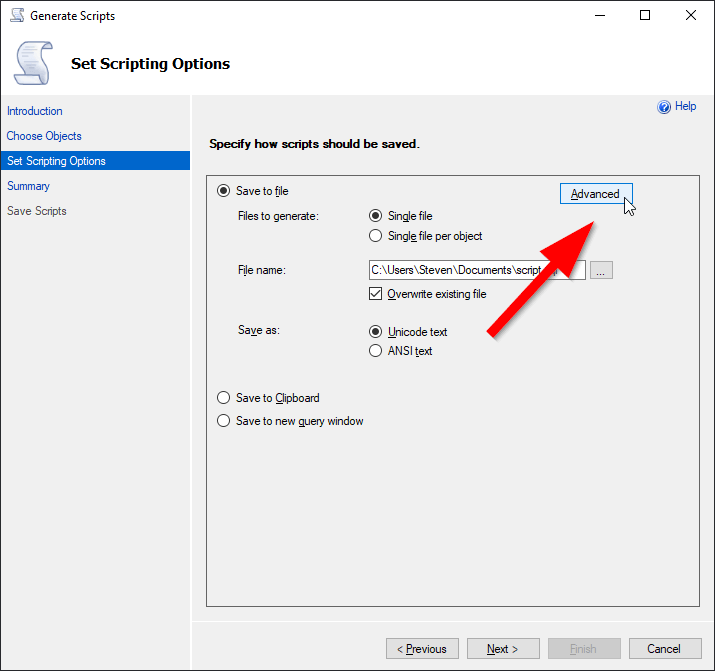 Generate Scripts
Set Scripting Options
Help
Introduction
Choose Objects
Set Scripting Options
Summary
Save Scripts
Specify how scripts should be saved.
Save to file
Advanced
Files to generate:
Single file
Single file per object
File name:
C:\Users\Steven\Documents\script
...
Overwrite existing file
Save as:
Unicode text
ANSI text
Save to Clipboard
Save to new query window
< Previous
Next >
Finish
Cancel